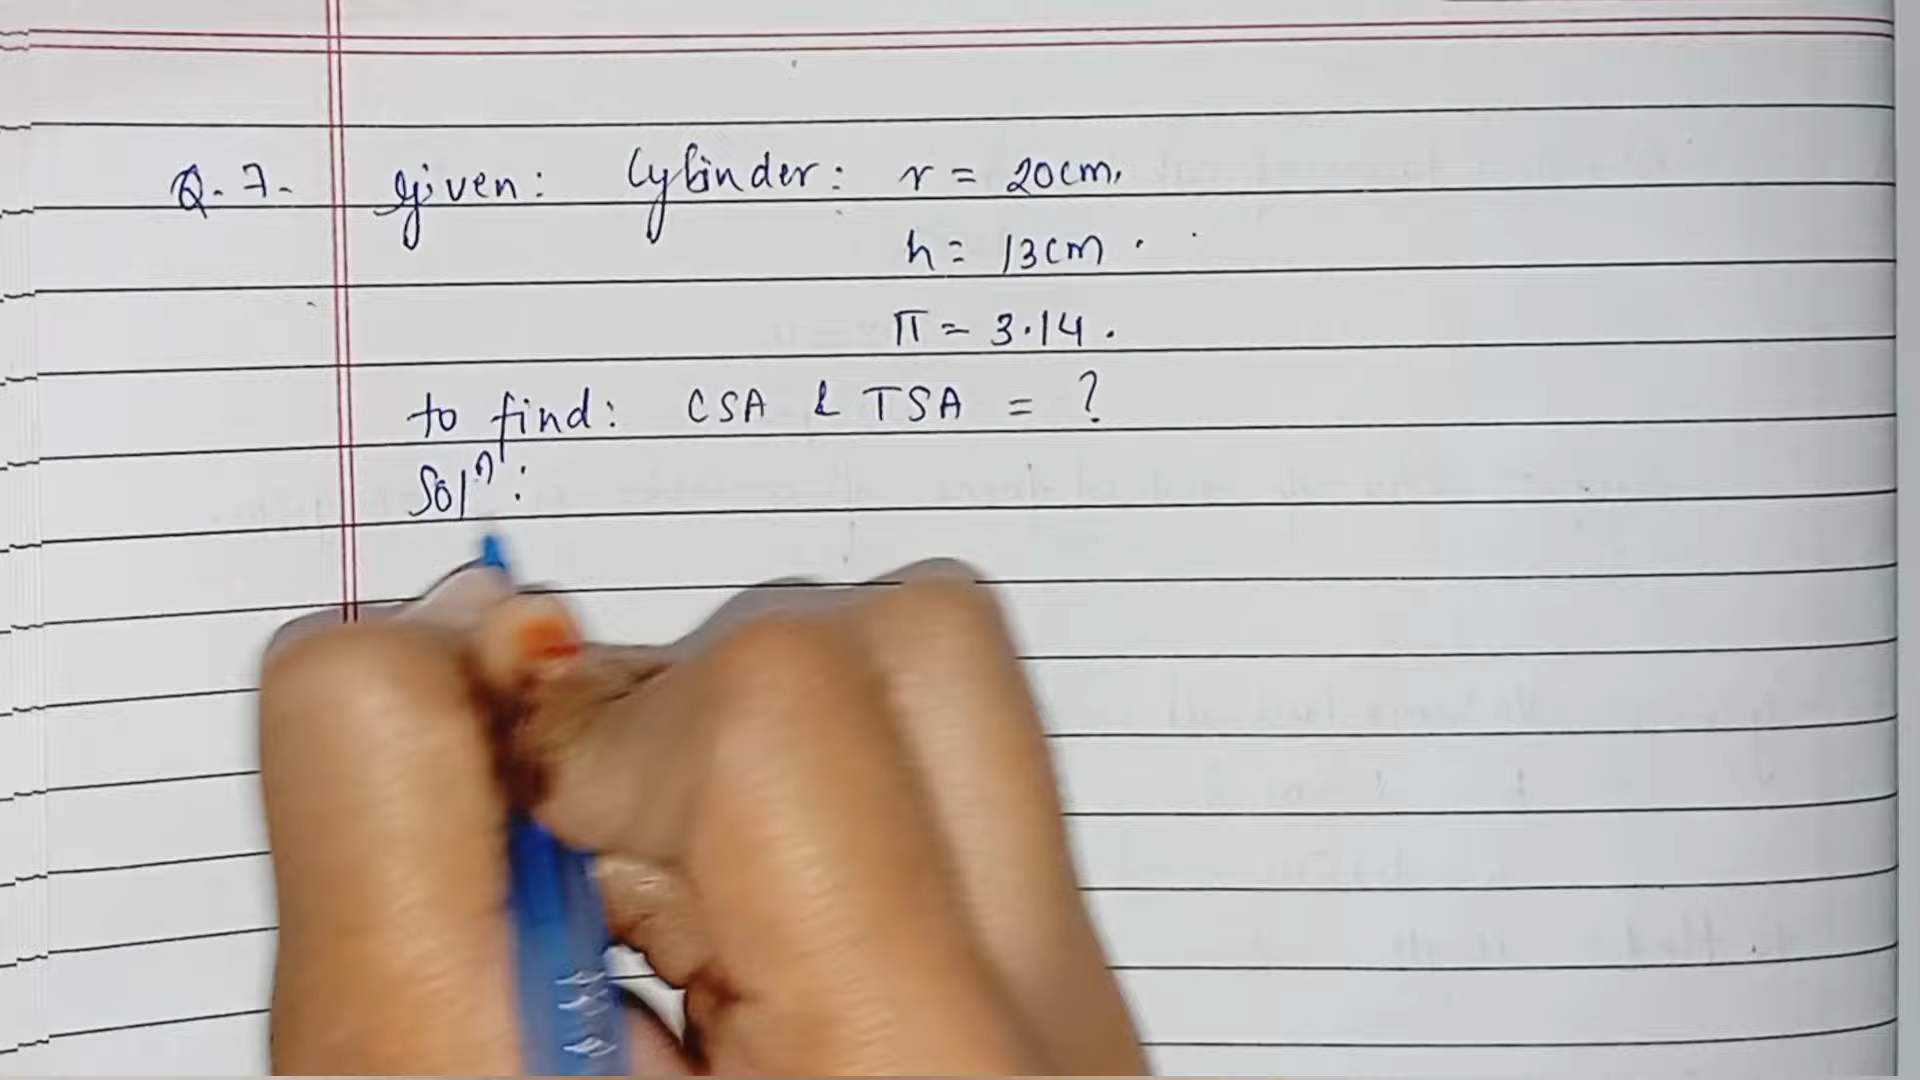 Q.7. given: Cylinder: r = 20cm.
h = 13cm.
π = 3.14.
to find: CSA & TSA = ?
Solⁿ: